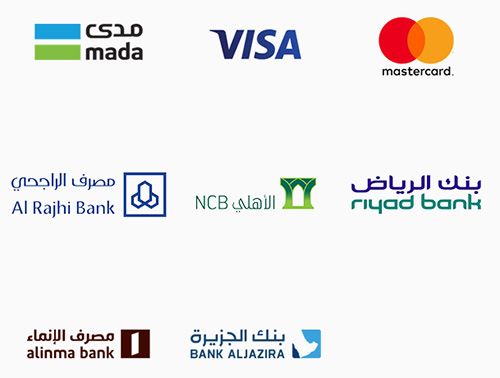 مدى
mada
VISA
mastercard.
مصرف الراجحي
Al Rajhi Bank
الأهلي NCB
بنك الرياض
riyad bank
مصرف الإنماء
alinma bank
بنك الجزيرة
BANK ALJAZIRA